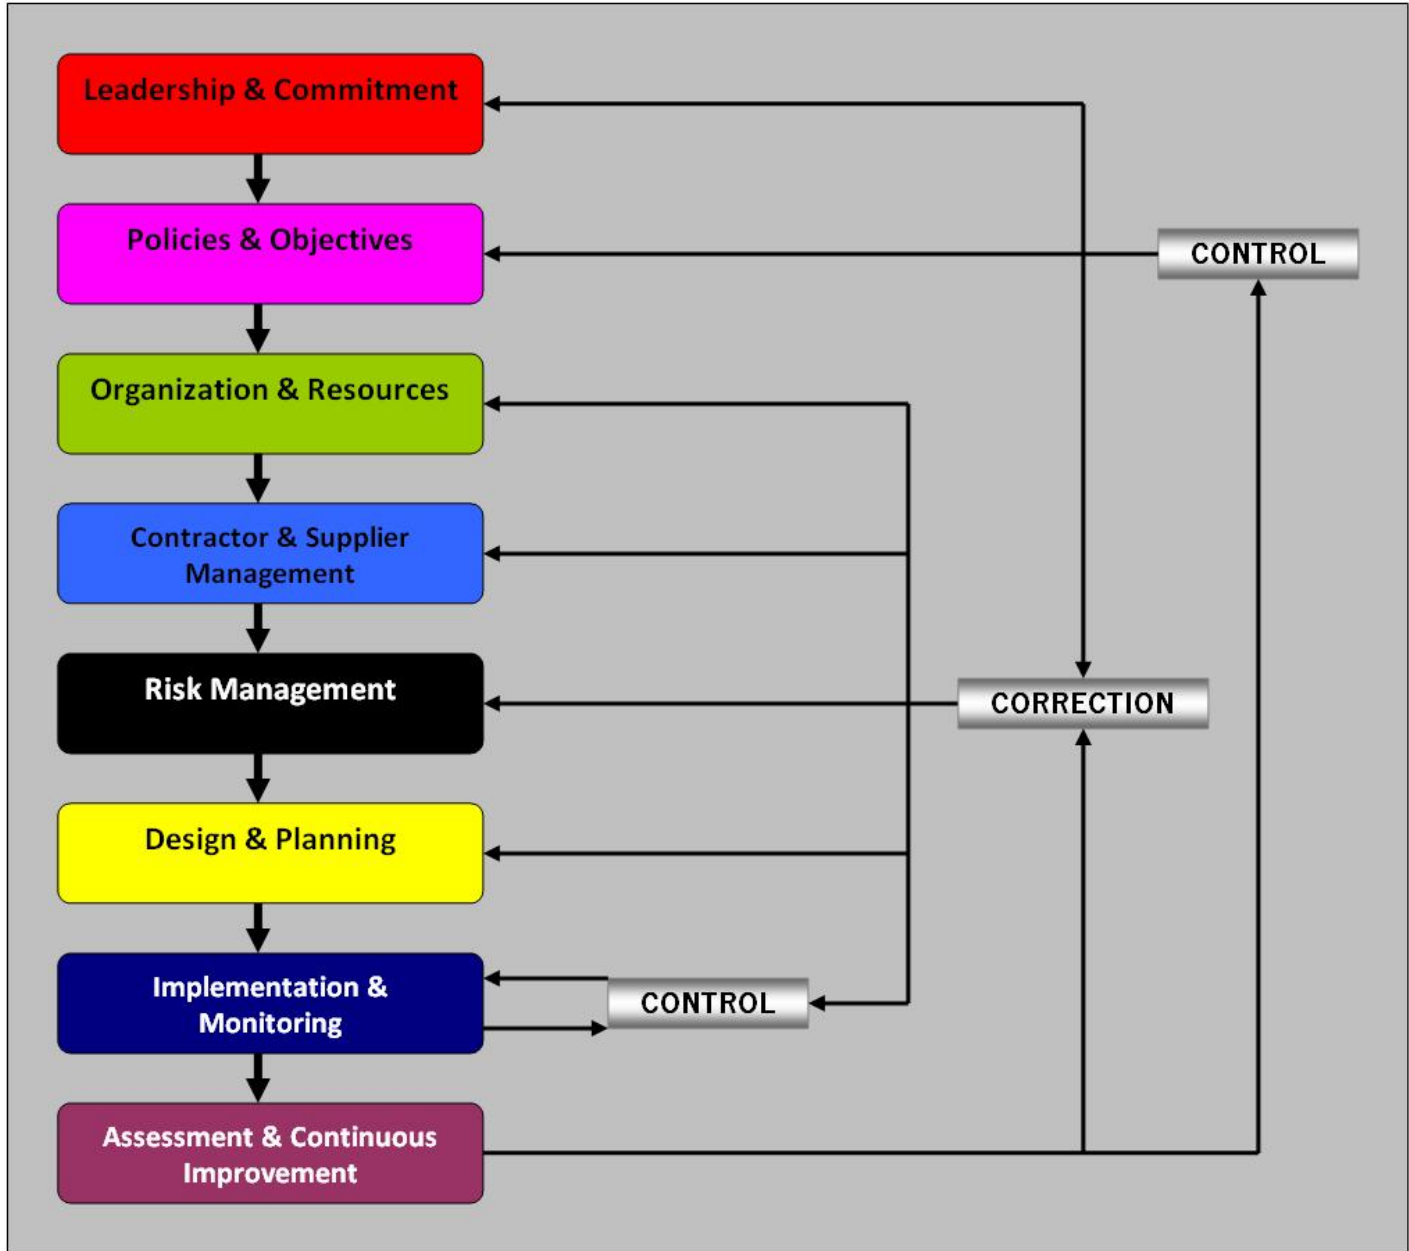 Leadership & Commitment
Policies & Objectives
CONTROL
Organization & Resources
Contractor & Supplier
Management
Risk Management
CORRECTION
Design & Planning
Implementation &
Monitoring
CONTROL
Assessment & Continuous
Improvement